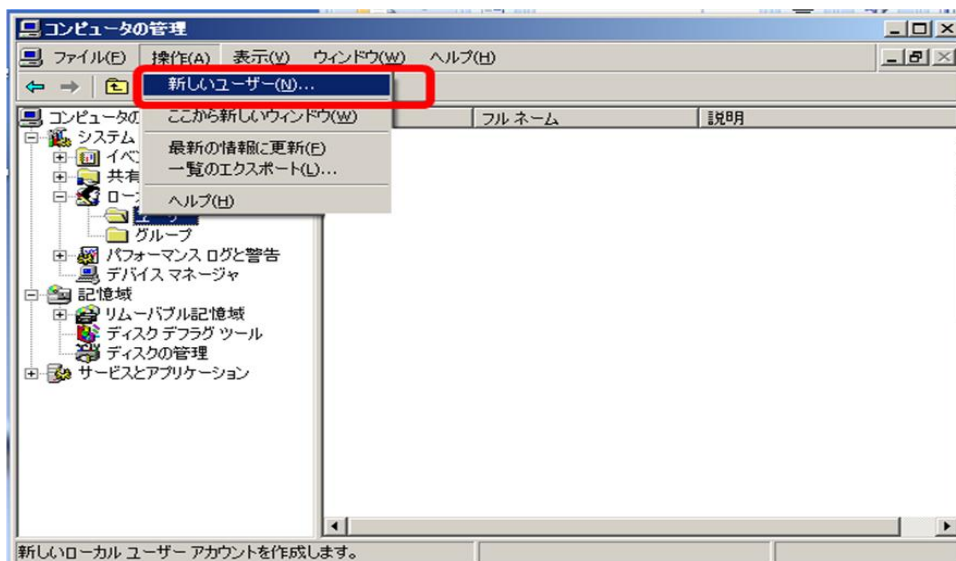 コンピュータの管理
ファイル(F) 操作(A) 表示(V) ウィンドウ(W) ヘルプ(H)
新しいユーザー(N)...
ここから新しいウィンドウ(W)
最新の情報に更新(F)
一覧のエクスポート(L)...
ヘルプ(H)
フル ネーム 説明
コンピュータの
システム
イベ
共有
ロー
グループ
パフォーマンス ログと警告
デバイス マネージャ
記憶域
リムーバブル記憶域
ディスク デフラグ ツール
ディスクの管理
サービスとアプリケーション
新しいローカル ユーザー アカウントを作成します。